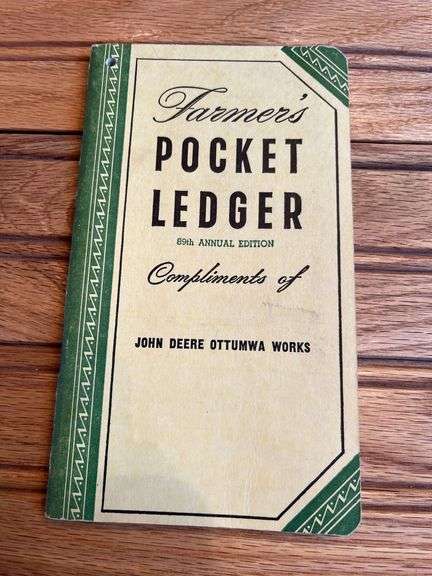 Farmer's
POCKET
LEDGER
89th ANNUAL EDITION
Compliments of
JOHN DEERE OTTUMWA WORKS